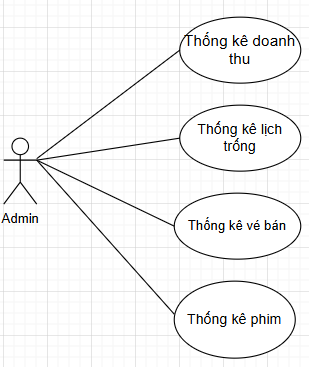 Thống kê doanh
thu
Thống kê lịch
trống
Admin
Thống kê vé bán
Thống kê phim